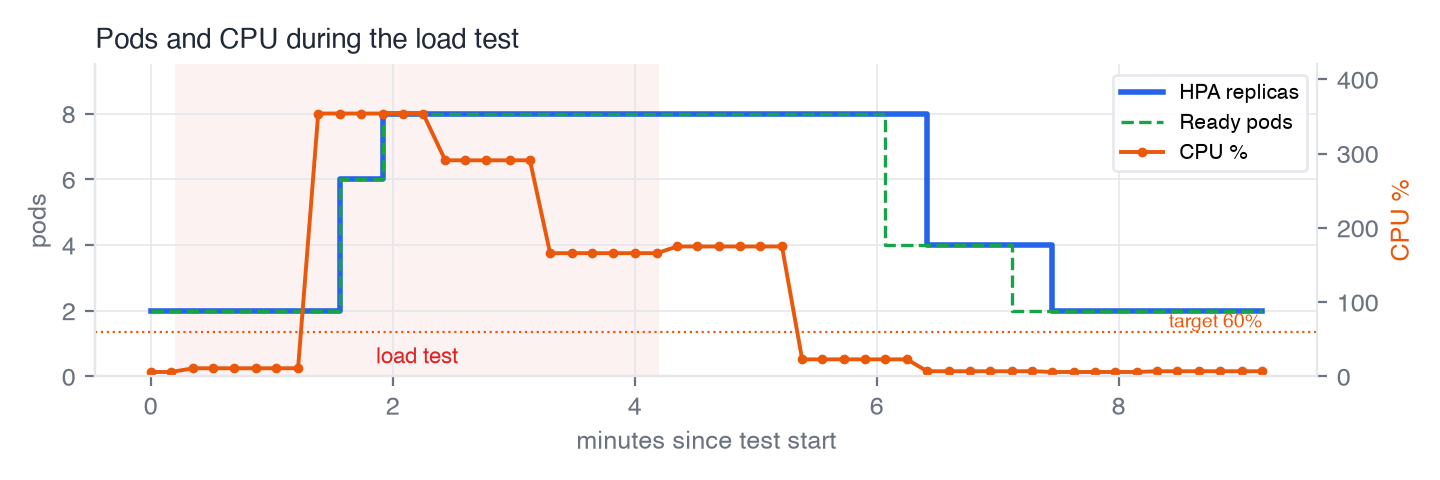 Pods and CPU during the load test
HPA replicas
Ready pods
CPU %
pods
8
6
4
2
0
400
300
200
100
0
CPU %
target 60%
load test
0 2 4 6 8
minutes since test start